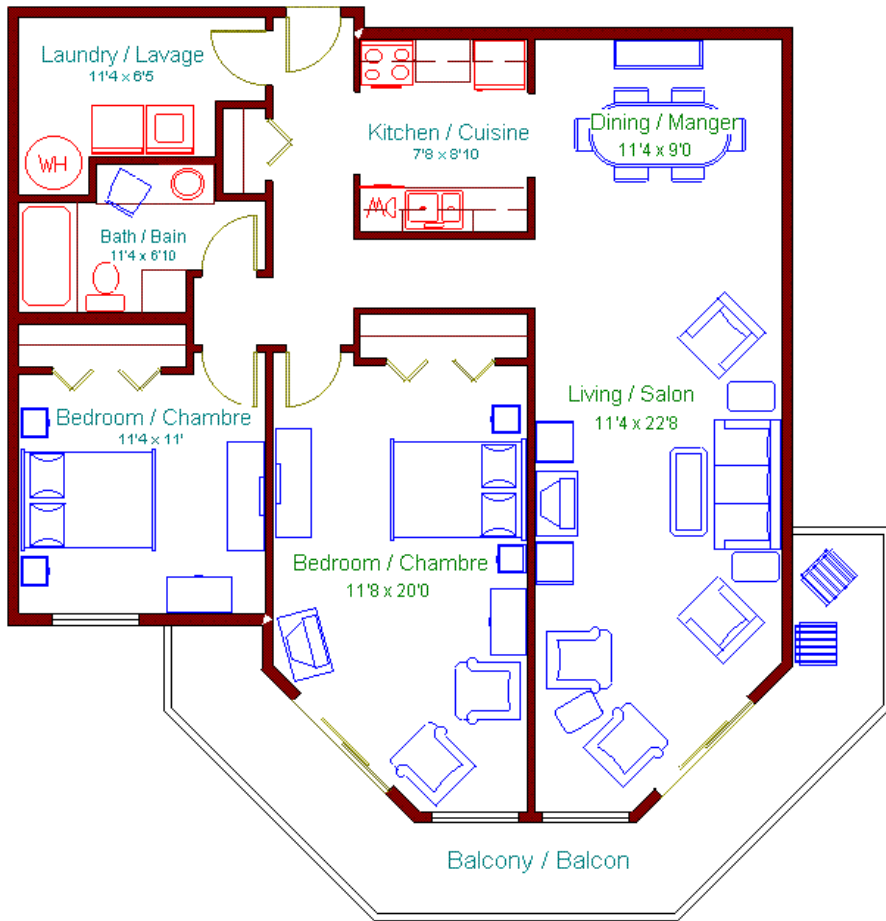 Laundry / Lavage
11'4 x 6'5
WH
Kitchen / Cuisine
7'8 x 8'10
DW
Dining / Manger
11'4 x 9'0
Bath / Bain
11'4 x 6'10
Bedroom / Chambre
11'4 x 11'
Living / Salon
11'4 x 22'8
Bedroom / Chambre
11'8 x 20'0
Balcony / Balcon